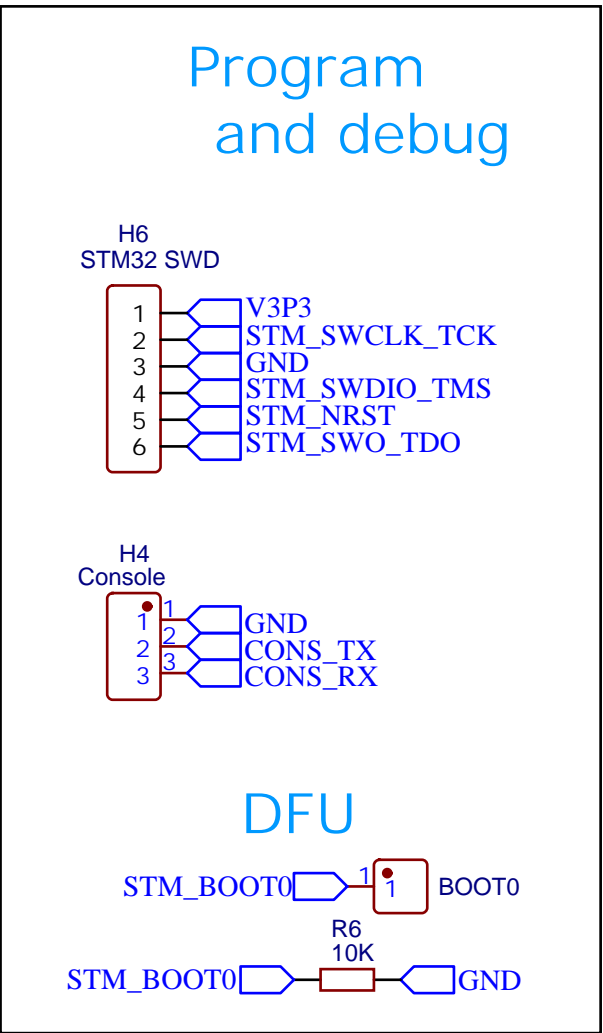 Program
and debug
H6
STM32 SWD
1 V3P3
2 STM_SWCLK_TCK
3 GND
4 STM_SWDIO_TMS
5 STM_NRST
6 STM_SWO_TDO
H4
Console
1 1 GND
2 2 CONS_TX
3 3 CONS_RX
DFU
STM_BOOT0 1 1 BOOT0
R6
10K
STM_BOOT0 GND